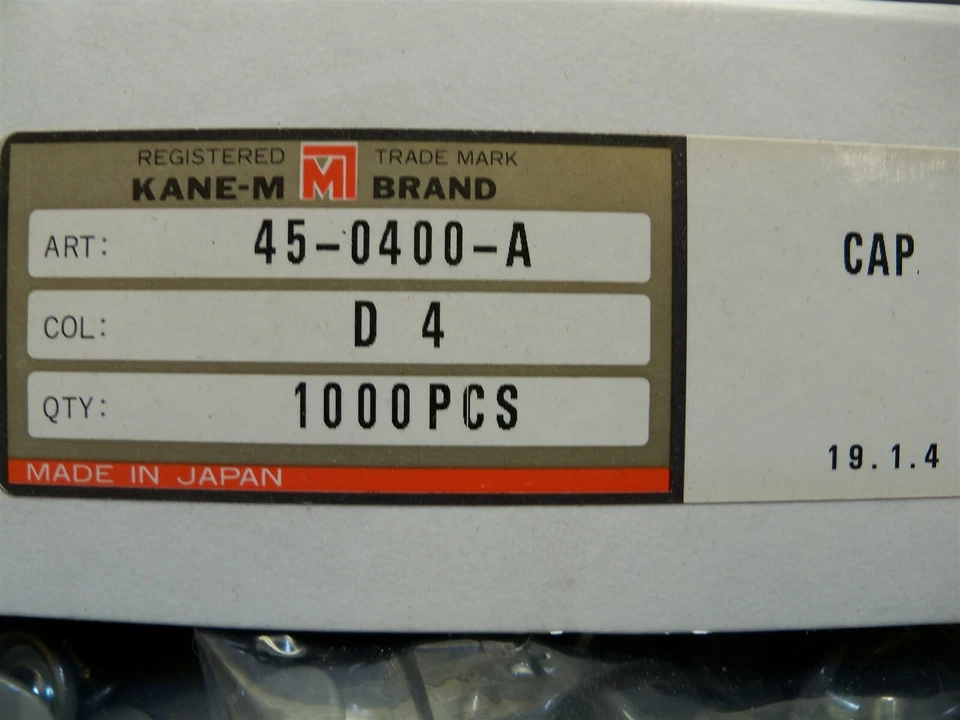 REGISTERED M TRADE MARK
KANE-M BRAND
ART: 45-0400-A
COL: D 4
QTY: 1000PCS
MADE IN JAPAN
CAP.
19.1.4